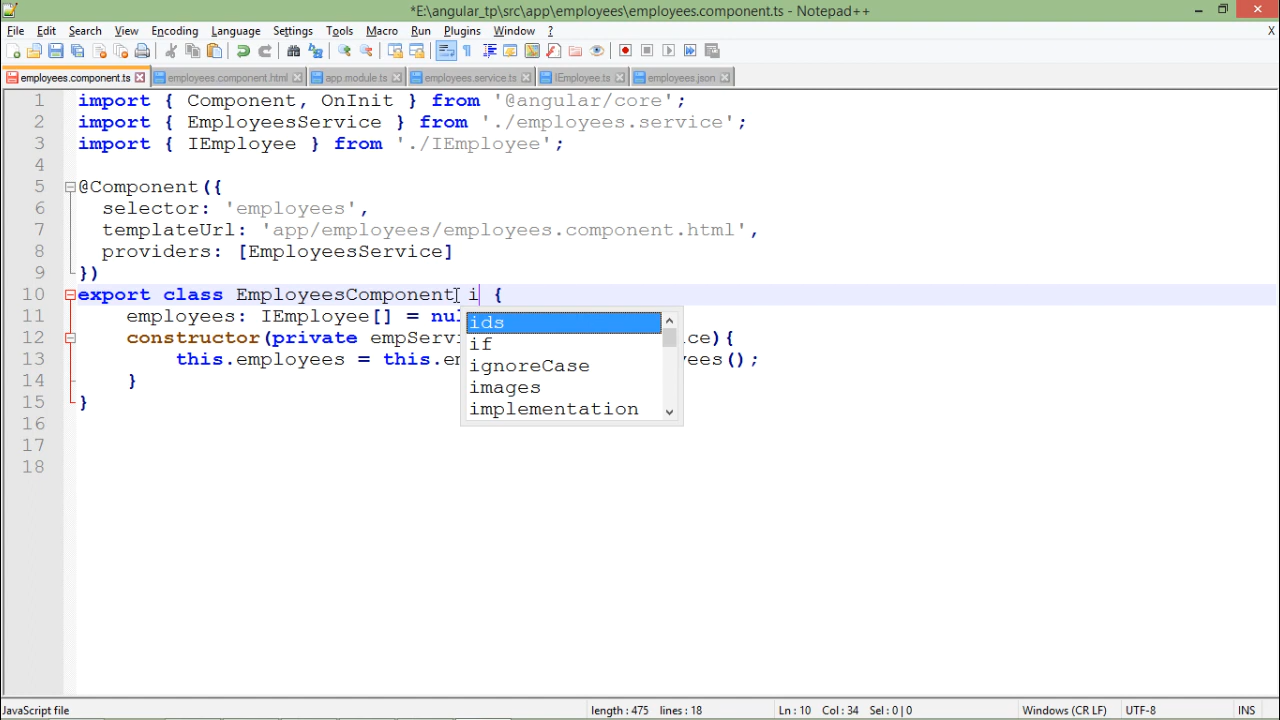 *E:\angular_tp\src\app\employees\employees.component.ts - Notepad++
File Edit Search View Encoding Language Settings Tools Macro Run Plugins Window ? X
employees.component.ts employees.component.html app.module.ts employees.service.ts IEmployee.ts employees.json
1 import { Component, OnInit } from '@angular/core';
2 import { EmployeesService } from './employees.service';
3 import { IEmployee } from './IEmployee';
4
5 @Component({
6 selector: 'employees',
7 templateUrl: 'app/employees/employees.component.html',
8 providers: [EmployeesService]
9 })
10 export class EmployeesComponent i {
11 employees: IEmployee[] = nul
ids
12 constructor(private empServi ce){
if
13 this.employees = this.em yees();
ignoreCase
14 }
images
15 }
implementation
16
17
18
JavaScript file length : 475 lines : 18 Ln : 10 Col : 34 Sel : 0 | 0 Windows (CR LF) UTF-8 INS